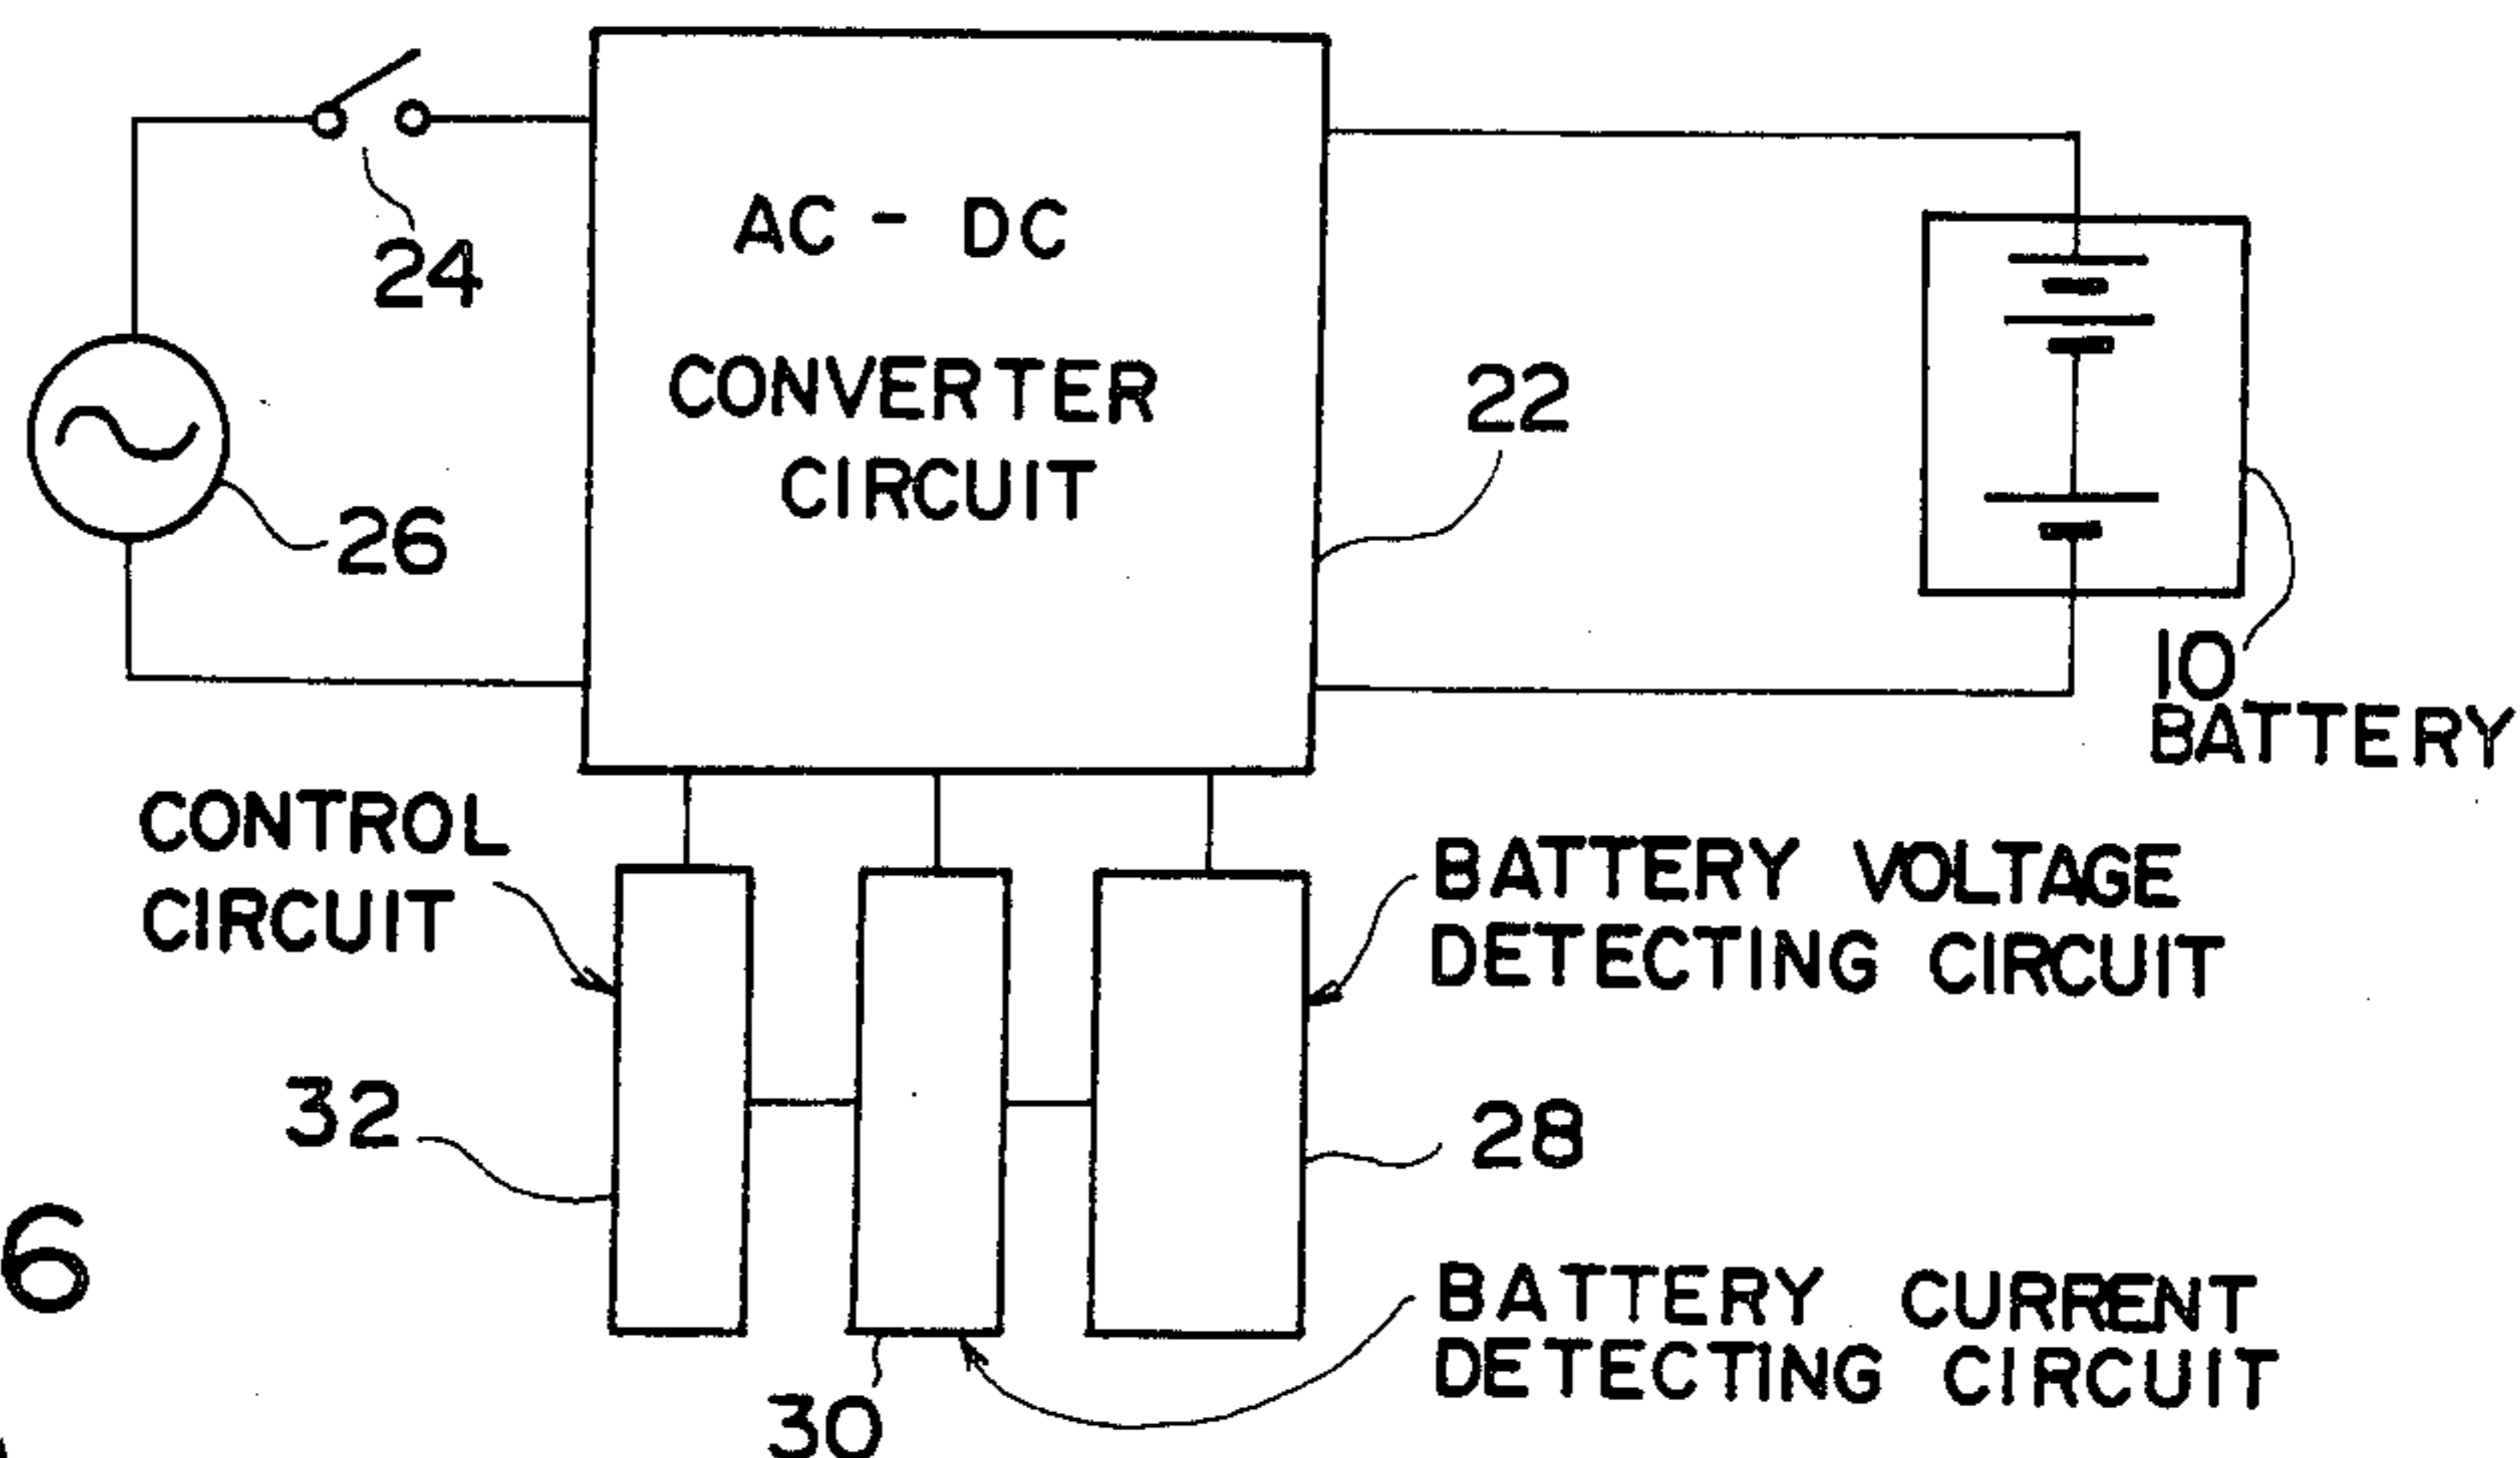 24
AC - DC
CONVERTER
CIRCUIT
22
26
10
BATTERY
CONTROL
CIRCUIT
BATTERY VOLTAGE
DETECTING CIRCUIT
32
28
6
BATTERY CURRENT
DETECTING CIRCUIT
30